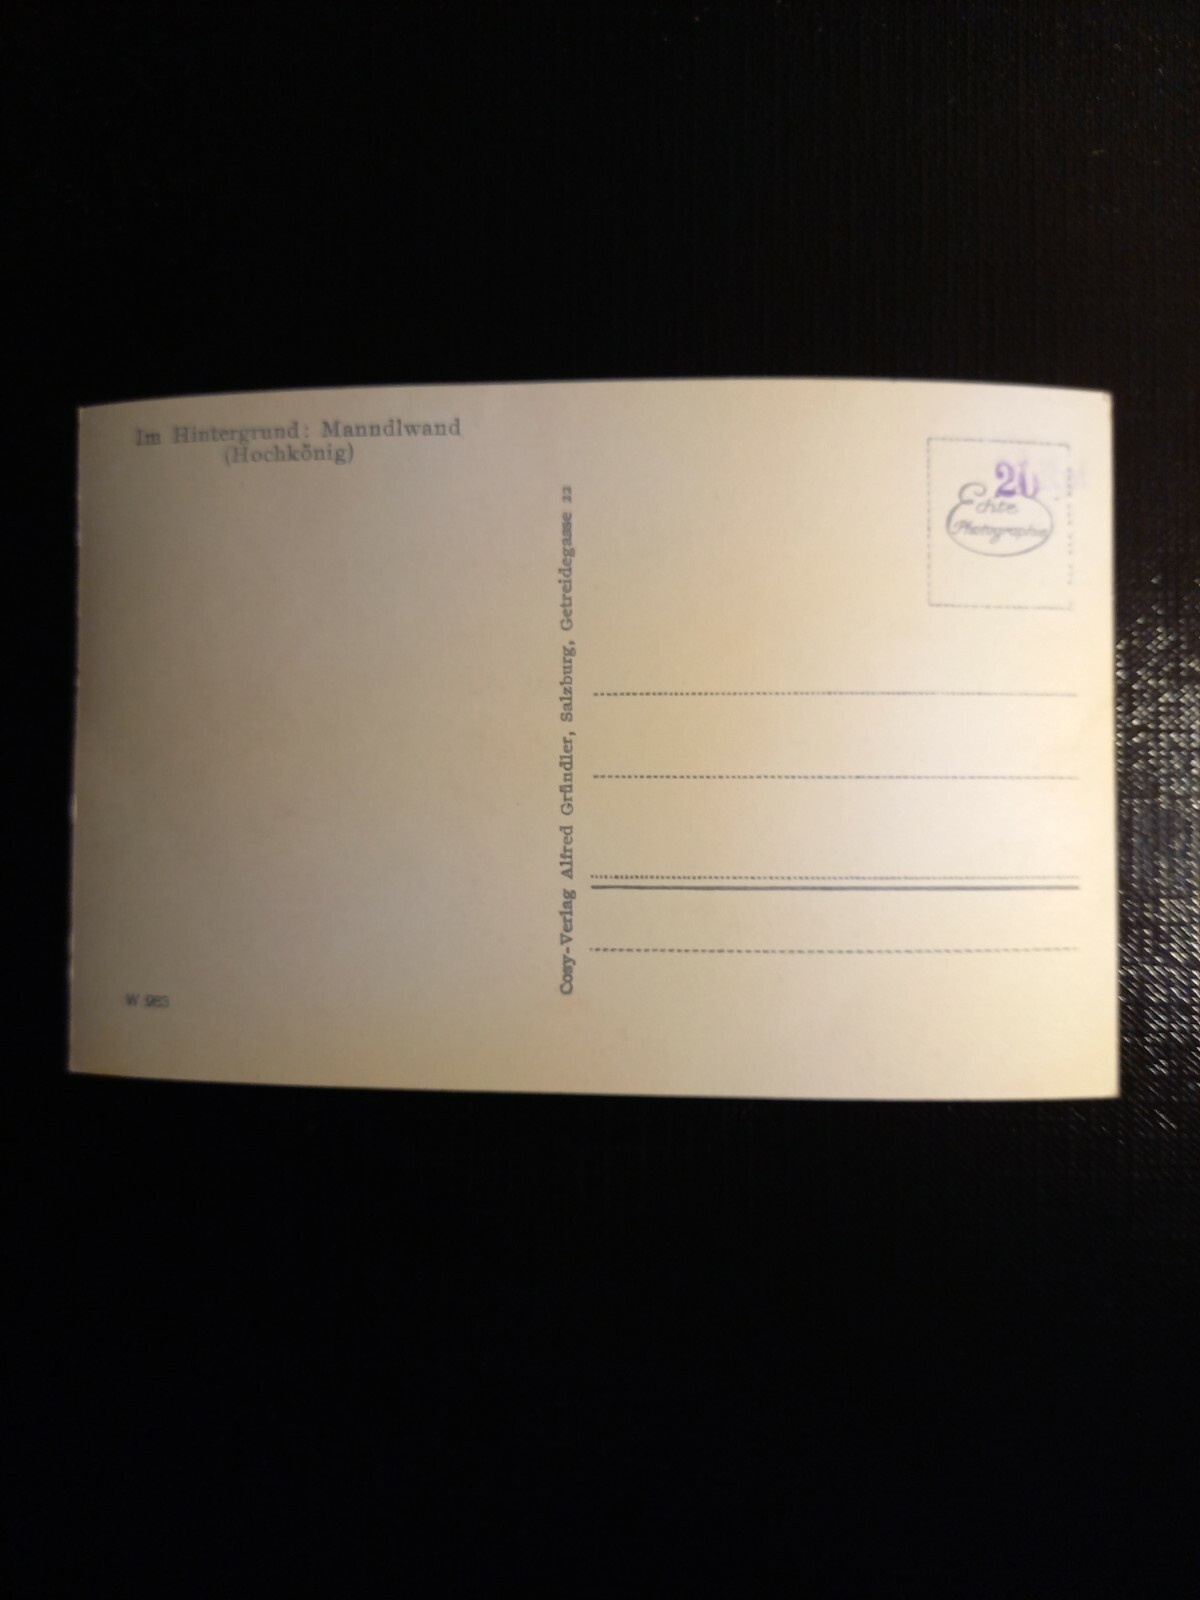 Im Hintergrund: Manndlwand
(Hochkönig)
20
Echte
Photographie
Cosy-Verlag Alfred Gründler, Salzburg, Getreidegasse 22
W 983